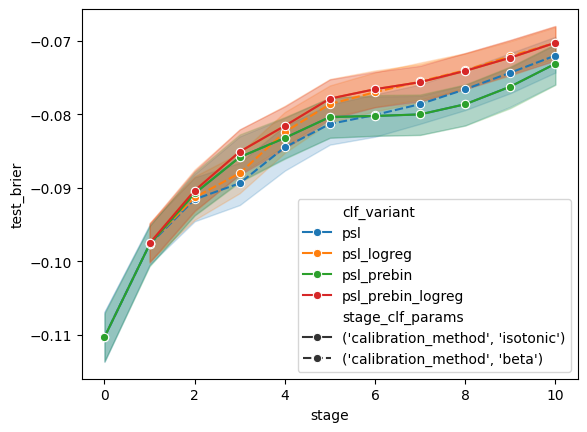 −0.07
−0.08
−0.09
−0.10
−0.11
test_brier
0 2 4 6 8 10
stage
clf_variant
psl
psl_logreg
psl_prebin
psl_prebin_logreg
stage_clf_params
('calibration_method', 'isotonic')
('calibration_method', 'beta')